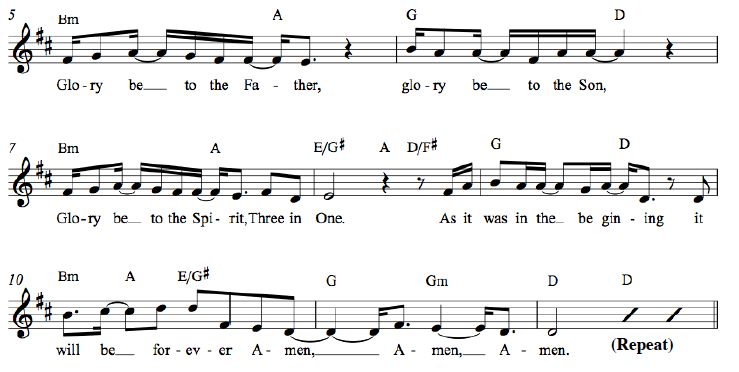 5 Bm A G D
Glo - ry be to the Fa - ther, glo - ry be to the Son,
7 Bm A E/G# A D/F# G D
Glo - ry be to the Spi - rit, Three in One. As it was in the be gin - ing it
10 Bm A E/G# G Gm D D
will be for - ev - er A - men, A - men, A - men. (Repeat)